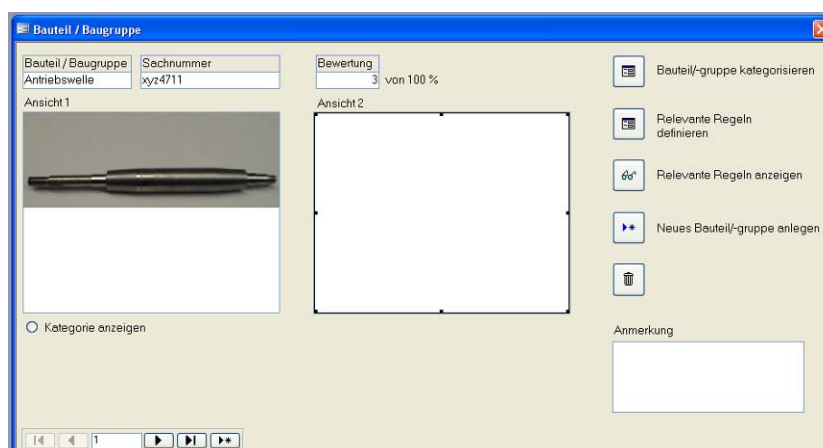 Bauteil / Baugruppe
Bauteil / Baugruppe Sachnummer Bewertung
Antriebswelle xyz4711 3 von 100 %
Ansicht 1 Ansicht 2
Bauteil/-gruppe kategorisieren
Relevante Regeln
definieren
Relevante Regeln anzeigen
Neues Bauteil/-gruppe anlegen
Kategorie anzeigen
Anmerkung
1